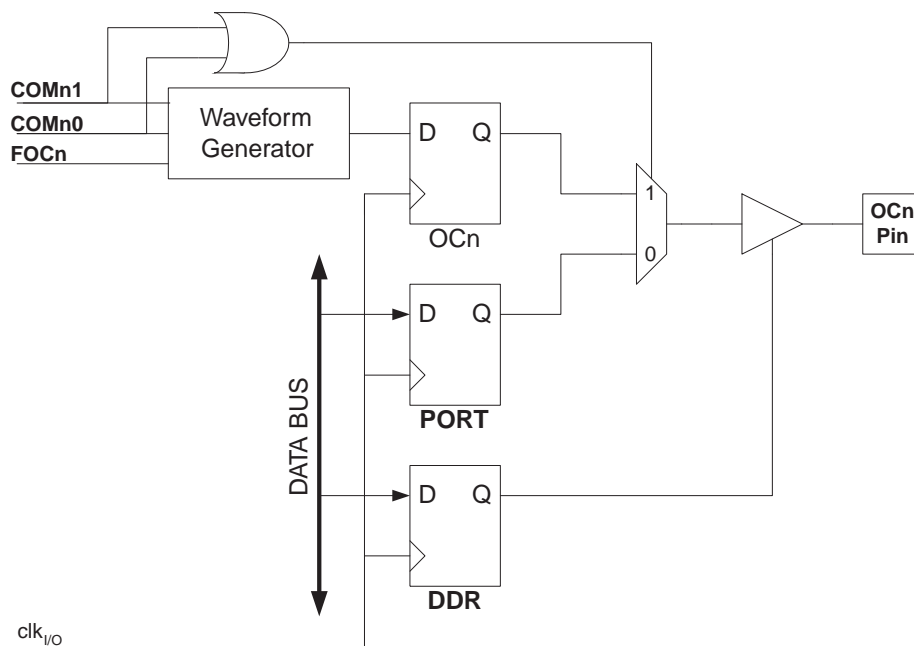 COMn1
COMn0
FOCn
Waveform
Generator
D Q
OCn
1
0
OCn
Pin
D Q
PORT
DATA BUS
D Q
DDR
clkI/O